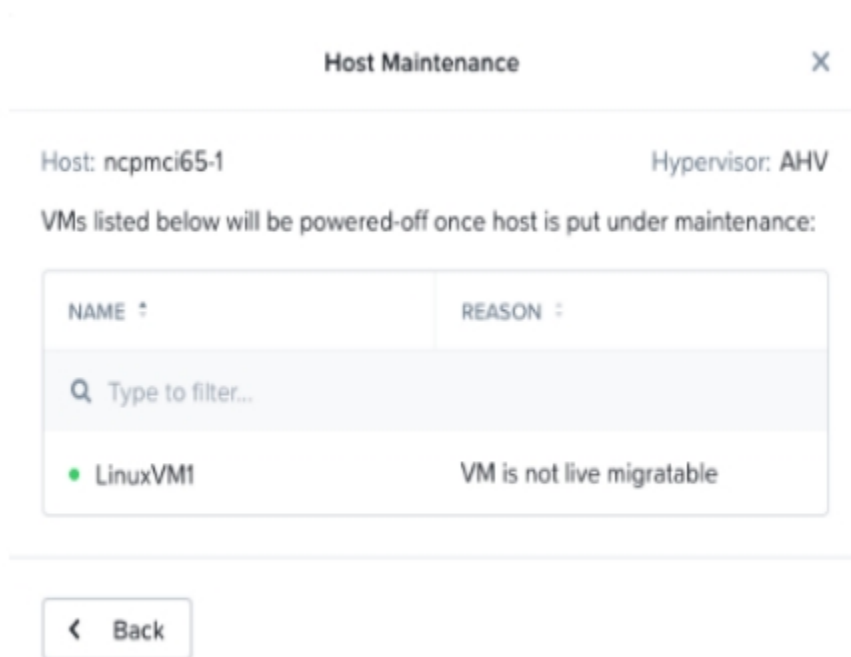 Host Maintenance
Host: ncpmci65-1 Hypervisor: AHV
VMs listed below will be powered-off once host is put under maintenance:
NAME REASON
Type to filter...
LinuxVM1 VM is not live migratable
Back